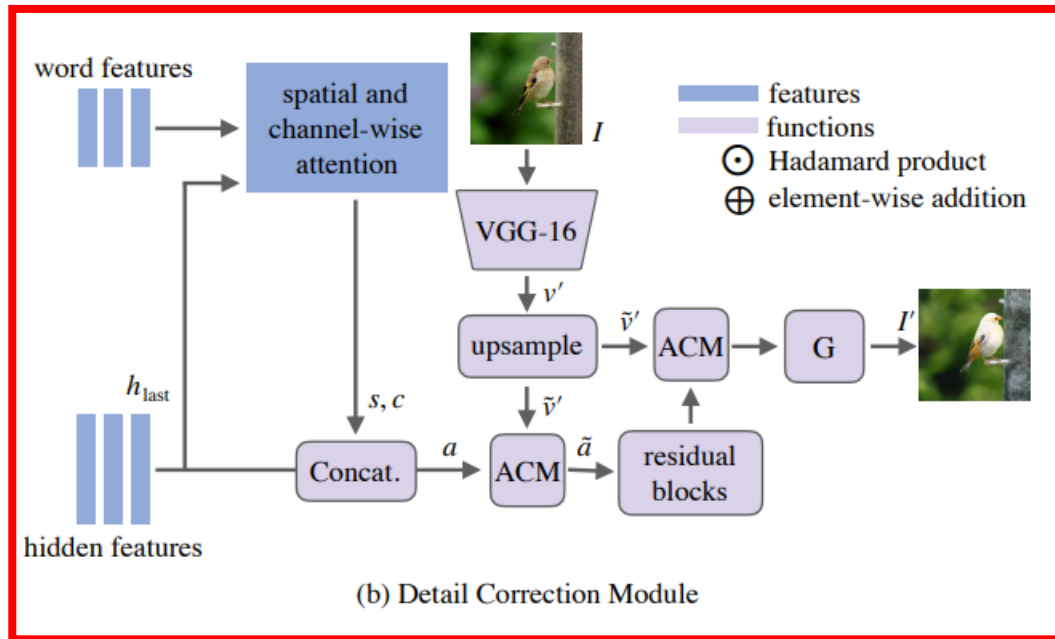 word features
spatial and
channel-wise
attention
I
features
functions
⊙ Hadamard product
⊕ element-wise addition
VGG-16
v′
upsample
ṽ′
ACM
G
I′
h_last
s, c
ṽ′
Concat.
a
ACM
ã
residual
blocks
hidden features
(b) Detail Correction Module